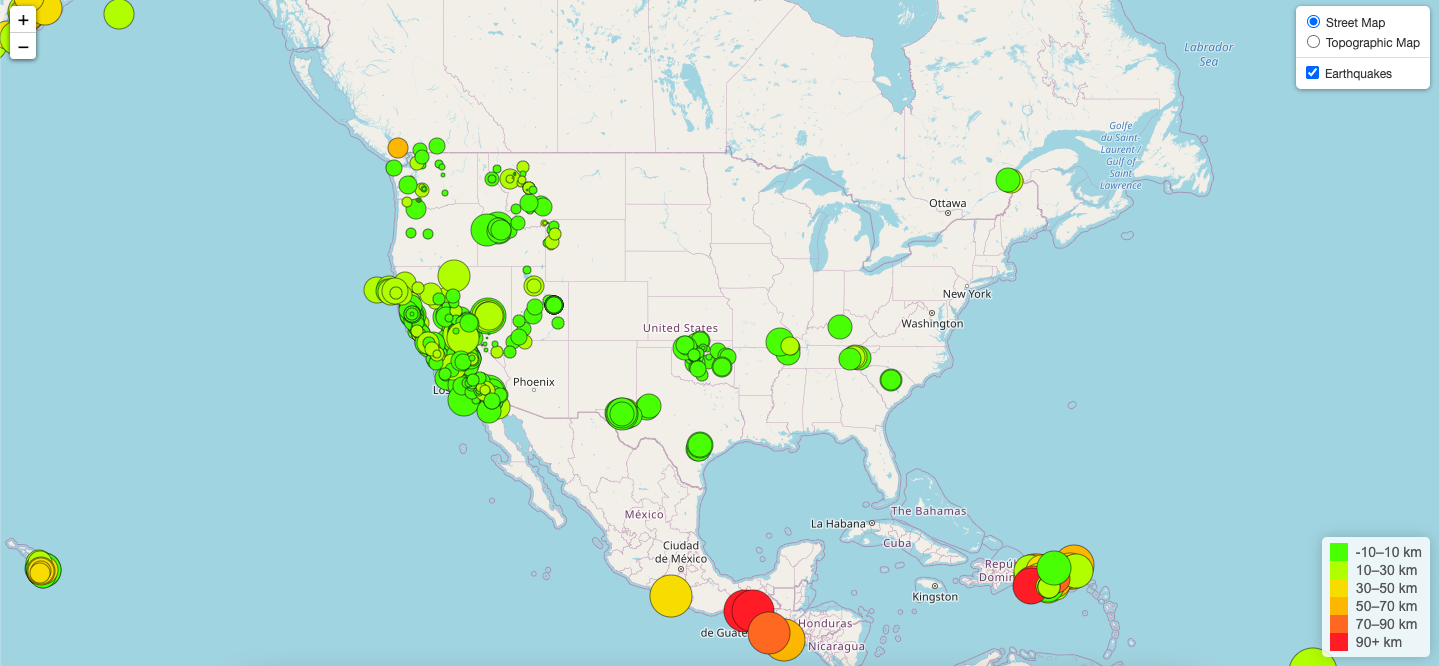 +
−
Street Map
Topographic Map
Earthquakes
Labrador
Sea
Golfe
du Saint-
Laurent /
Gulf of
Saint
Lawrence
Ottawa
New York
Washington
United States
Phoenix
Los
México
Ciudad
de México
La Habana
The Bahamas
Cuba
Repúl
Domin
Kingston
Honduras
de Guate
Nicaragua
-10–10 km
10–30 km
30–50 km
50–70 km
70–90 km
90+ km